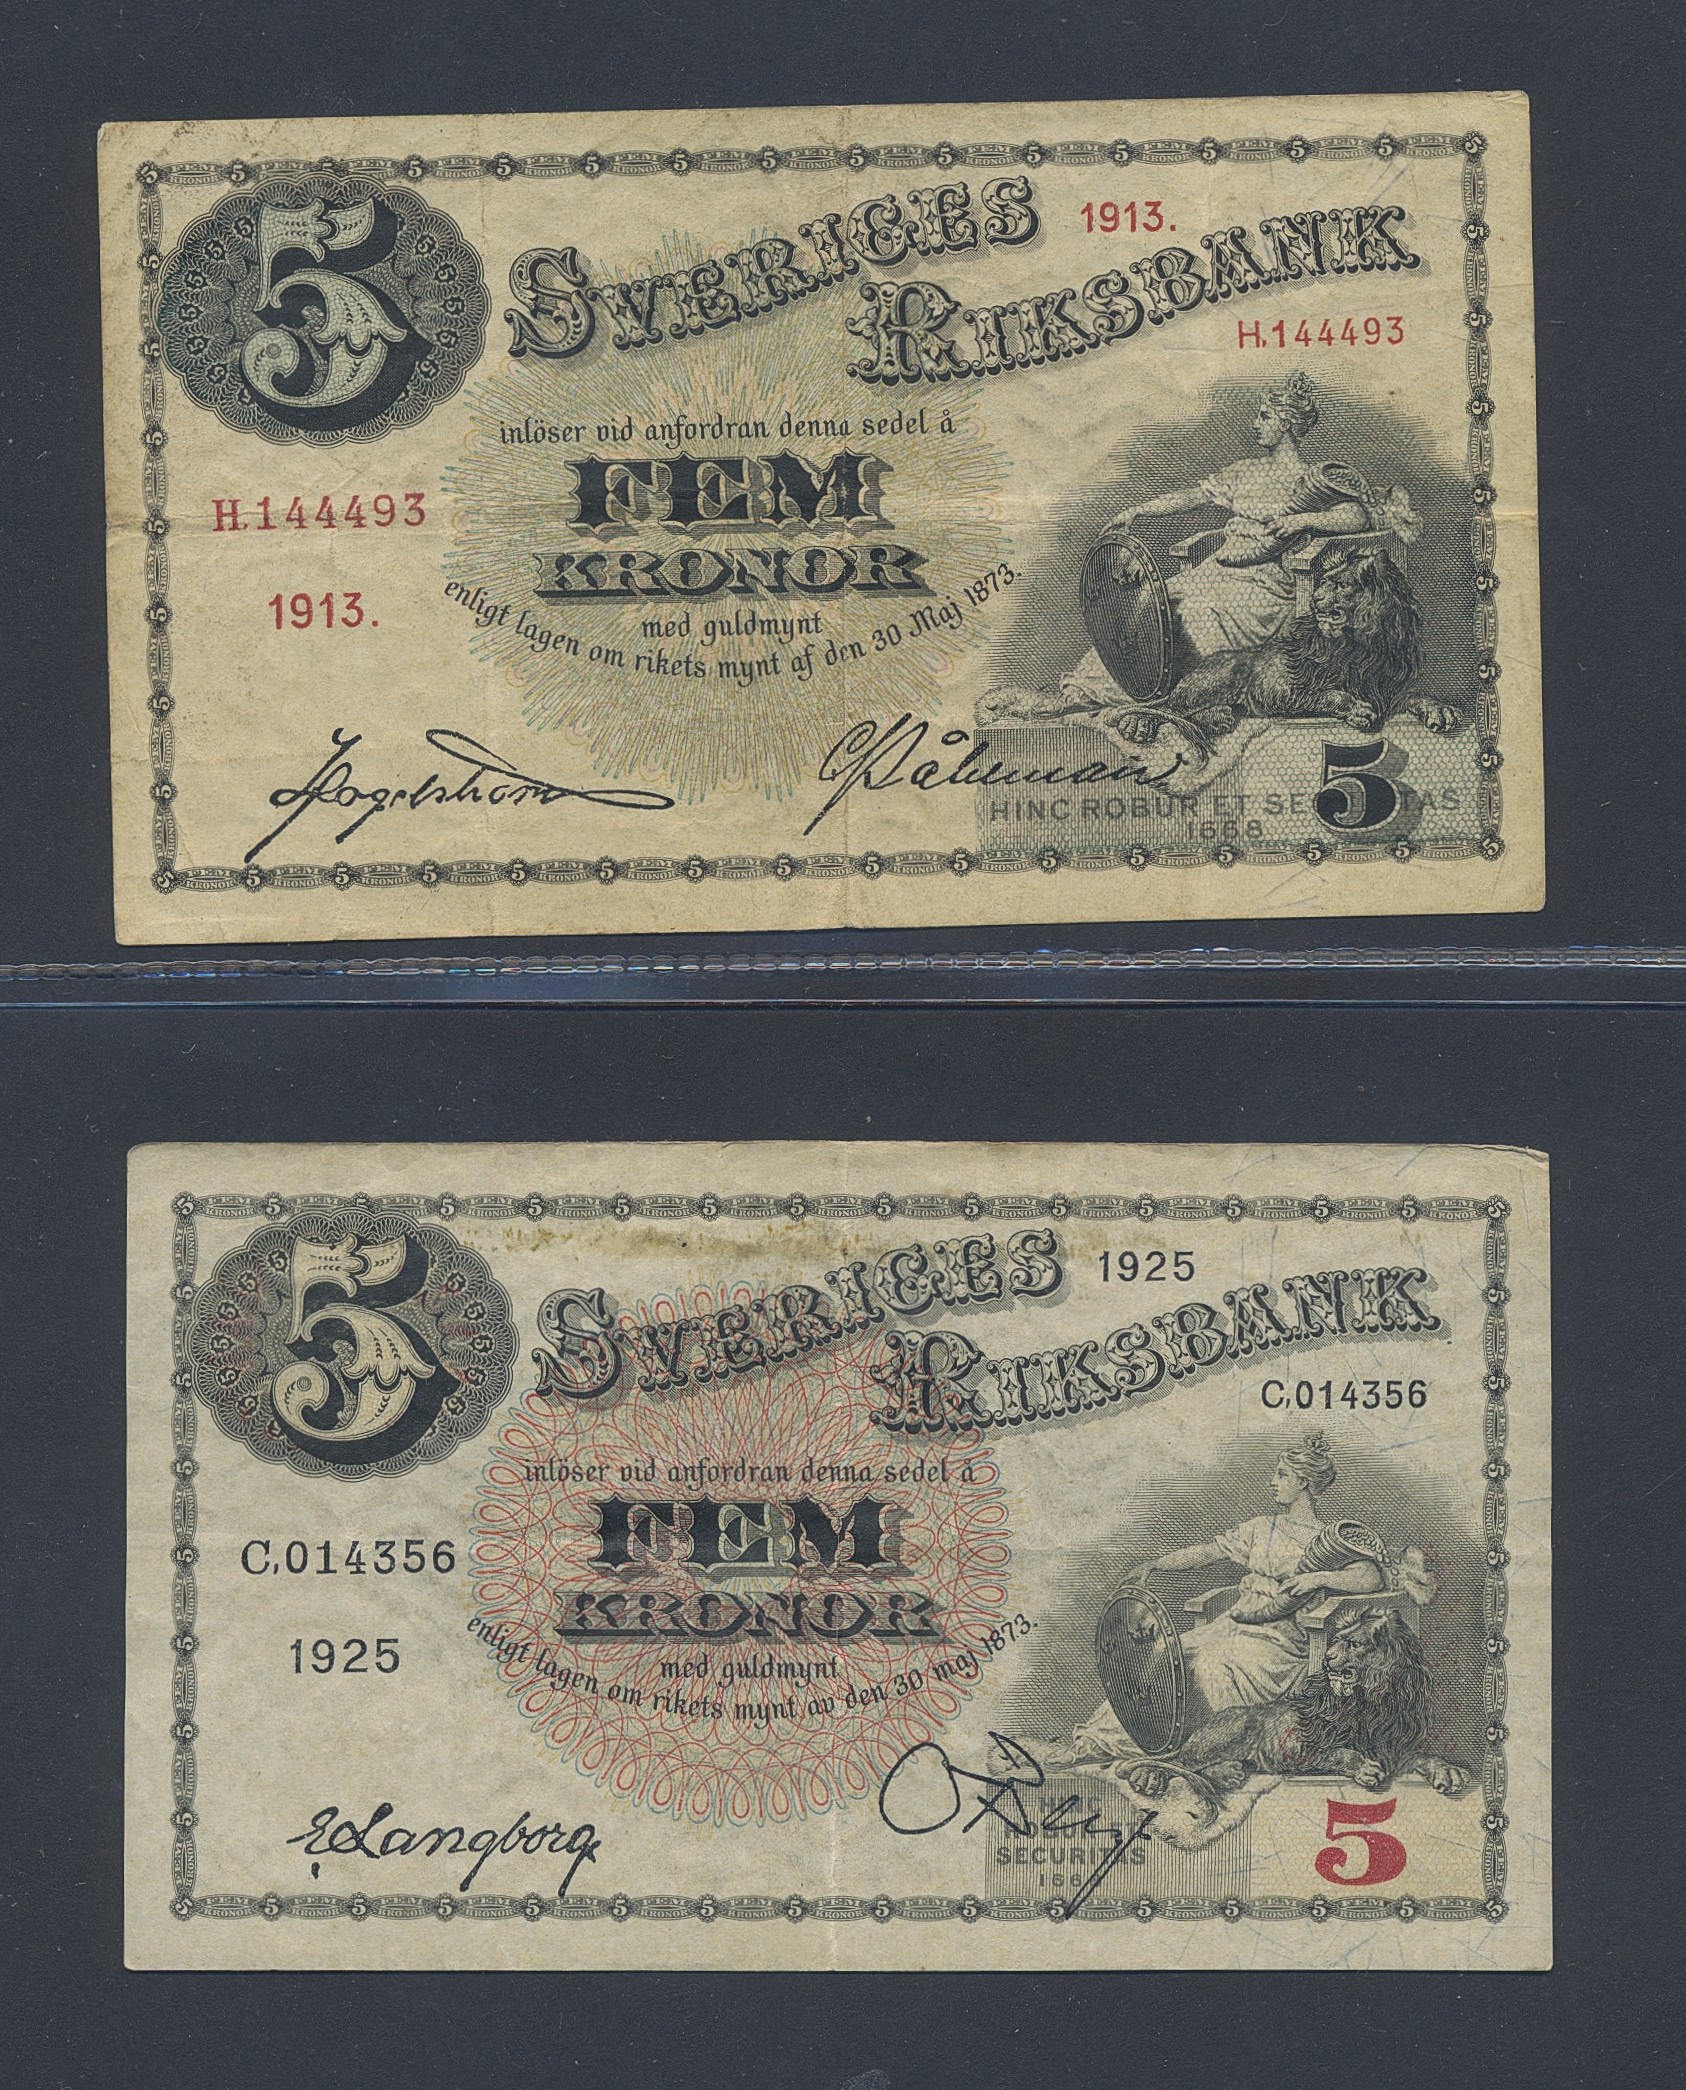 5
SVERIGES 1913.
RIKSBANK
H.144493
inlöser vid anfordran denna sedel å
FEM
H.144493
KRONOR
1913.
med guldmynt
enligt lagen om rikets mynt af den 30 Maj 1873.
HINC ROBUR ET SE TAS
1668
5
5
SVERIGES 1925
RIKSBANK
C.014356
inlöser vid anfordran denna sedel å
FEM
C.014356
KRONOR
1925
med guldmynt
enligt lagen om rikets mynt av den 30 maj 1873.
E Langborg
SECURITAS
166
5